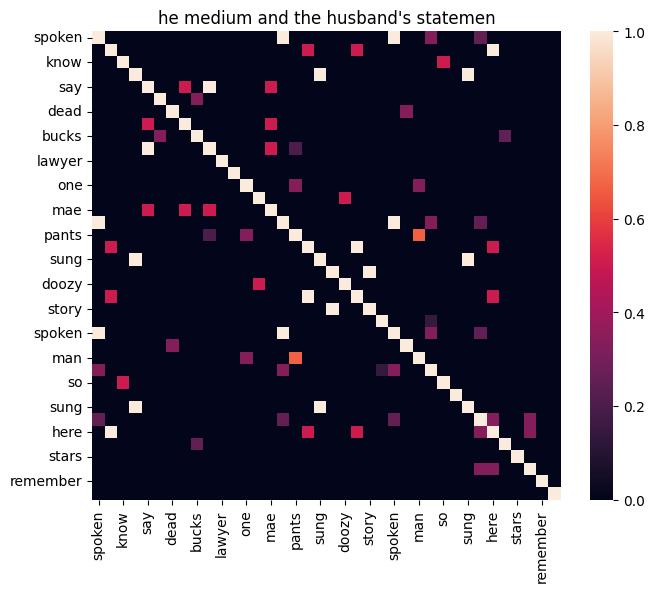 he medium and the husband's statemen
spoken
know
say
dead
bucks
lawyer
one
mae
pants
sung
doozy
story
spoken
man
so
sung
here
stars
remember
1.0
0.8
0.6
0.4
0.2
0.0
spoken
know
say
dead
bucks
lawyer
one
mae
pants
sung
doozy
story
spoken
man
so
sung
here
stars
remember